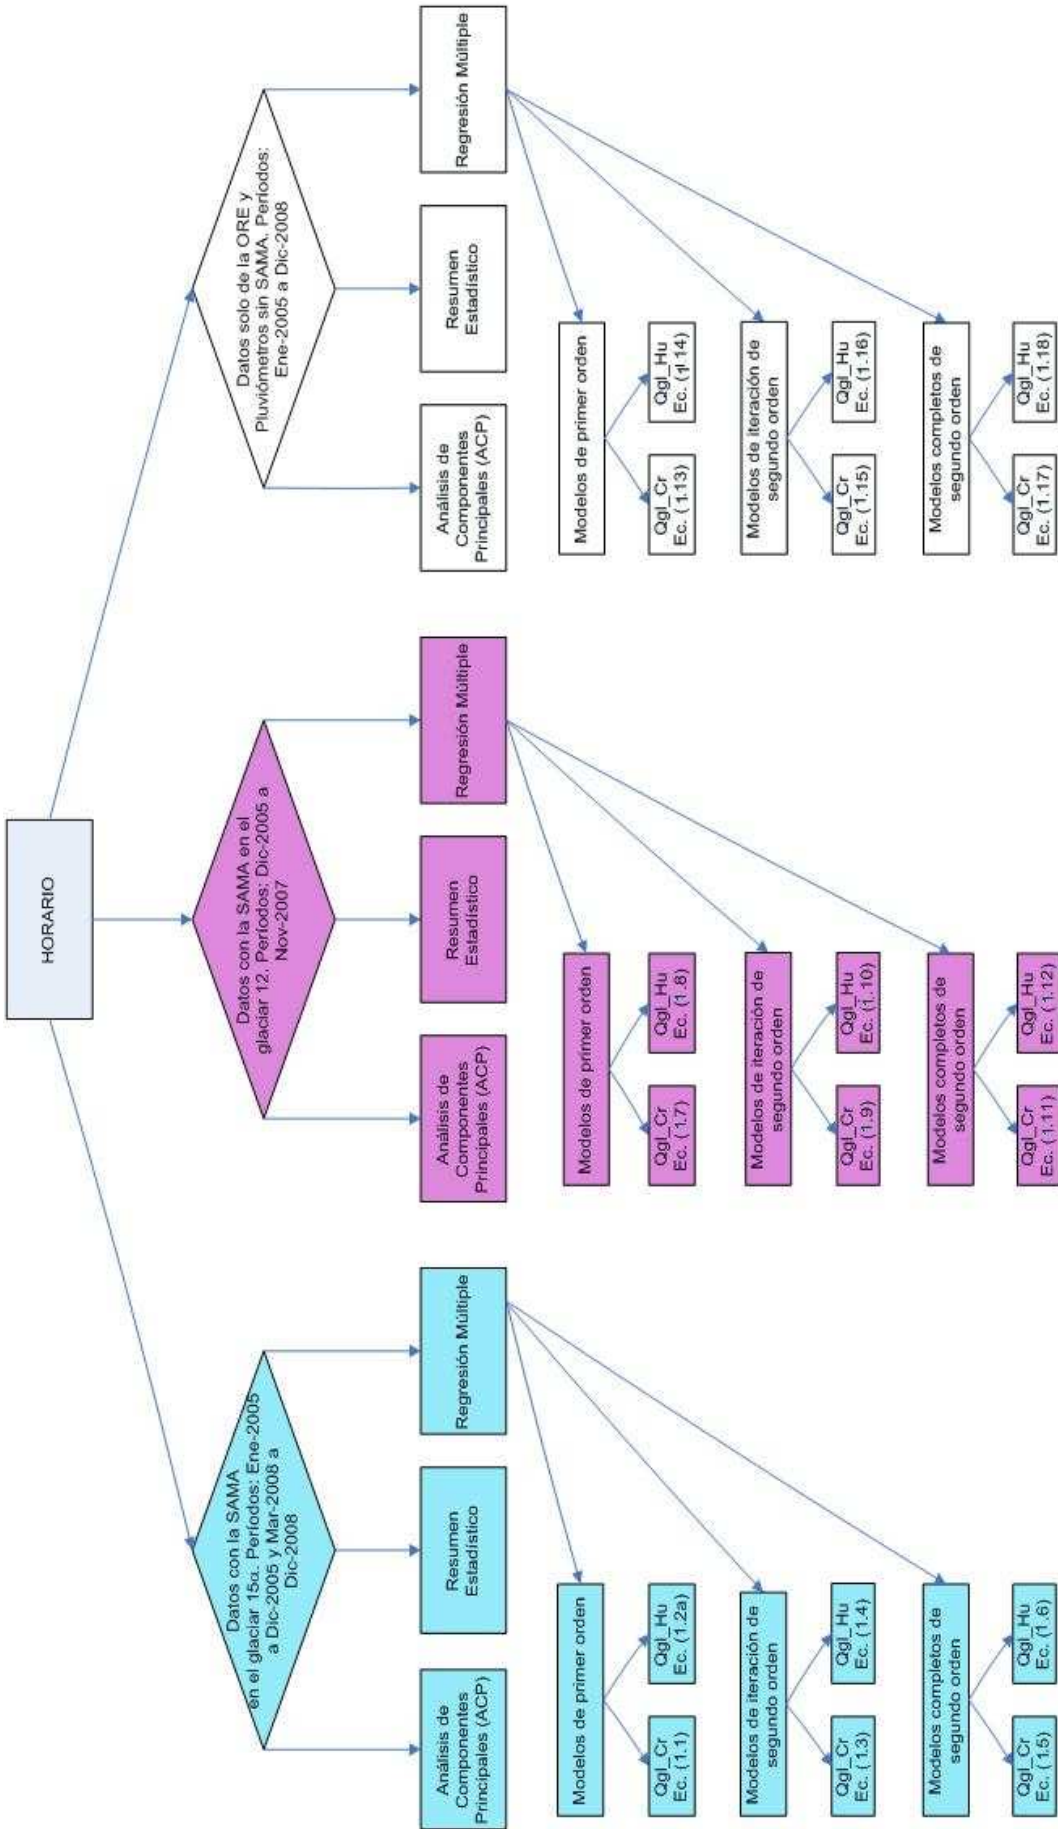 HORARIO
Datos con la SAMA
en el glaciar 15α. Períodos: Ene-2005
a Dic-2005 y Mar-2008 a
Dic-2008
Análisis de
Componentes
Principales (ACP)
Resumen
Estadístico
Regresión Múltiple
Modelos de primer orden
Qgl_Cr
Ec. (1.1)
Qgl_Hu
Ec. (1.2a)
Modelos de iteración de
segundo orden
Qgl_Cr
Ec. (1.3)
Qgl_Hu
Ec. (1.4)
Modelos completos de
segundo orden
Qgl_Cr
Ec. (1.5)
Qgl_Hu
Ec. (1.6)
Datos con la SAMA en el
glaciar 12. Períodos: Dic-2005 a
Nov-2007
Análisis de
Componentes
Principales (ACP)
Resumen
Estadístico
Regresión Múltiple
Modelos de primer orden
Qgl_Cr
Ec. (1.7)
Qgl_Hu
Ec. (1.8)
Modelos de iteración de
segundo orden
Qgl_Cr
Ec. (1.9)
Qgl_Hu
Ec. (1.10)
Modelos completos de
segundo orden
Qgl_Cr
Ec. (1.11)
Qgl_Hu
Ec. (1.12)
Datos solo de la ORE y
Pluviómetros sin SAMA. Períodos:
Ene-2005 a Dic-2008
Análisis de
Componentes
Principales (ACP)
Resumen
Estadístico
Regresión Múltiple
Modelos de primer orden
Qgl_Cr
Ec. (1.13)
Qgl_Hu
Ec. (1.14)
Modelos de iteración de
segundo orden
Qgl_Cr
Ec. (1.15)
Qgl_Hu
Ec. (1.16)
Modelos completos de
segundo orden
Qgl_Cr
Ec. (1.17)
Qgl_Hu
Ec. (1.18)